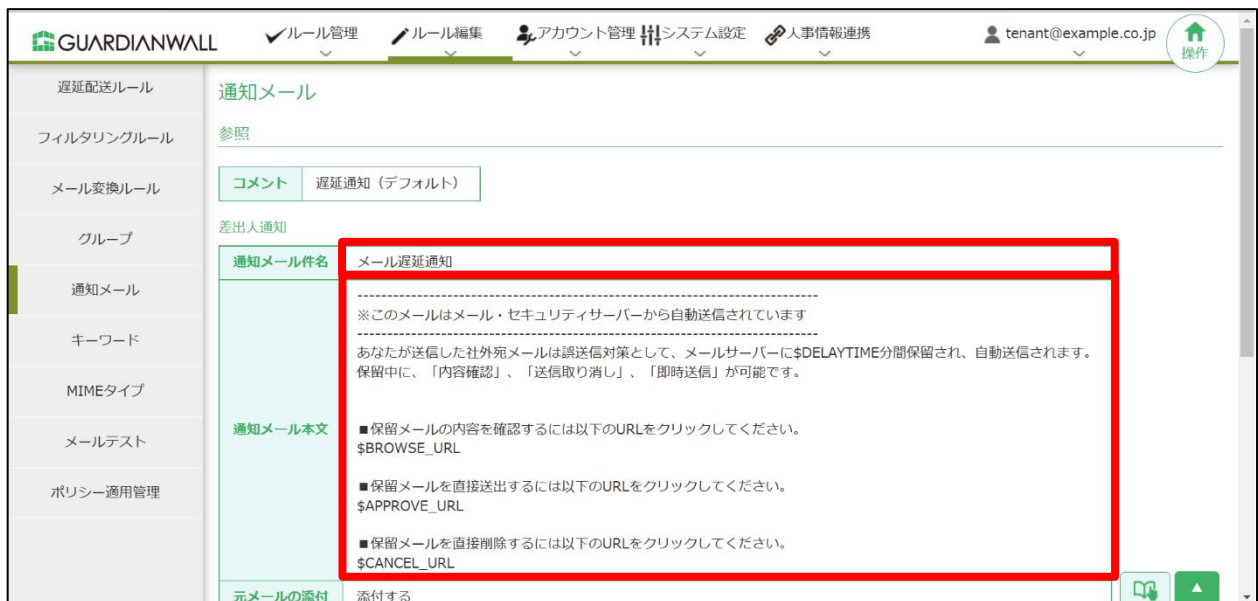 GUARDIANWALL
ルール管理
ルール編集
アカウント管理
システム設定
人事情報連携
tenant@example.co.jp
操作
遅延配送ルール
フィルタリングルール
メール変換ルール
グループ
通知メール
キーワード
MIMEタイプ
メールテスト
ポリシー適用管理
通知メール
参照
コメント 遅延通知（デフォルト）
差出人通知
通知メール件名 メール遅延通知
通知メール本文
-----------------------------------------------------------------------------
※このメールはメール・セキュリティサーバーから自動送信されています
-----------------------------------------------------------------------------
あなたが送信した社外宛メールは誤送信対策として、メールサーバーに$DELAYTIME分間保留され、自動送信されます。
保留中に、「内容確認」、「送信取り消し」、「即時送信」が可能です。
■保留メールの内容を確認するには以下のURLをクリックしてください。
$BROWSE_URL
■保留メールを直接送出するには以下のURLをクリックしてください。
$APPROVE_URL
■保留メールを直接削除するには以下のURLをクリックしてください。
$CANCEL_URL
元メールの添付 添付する